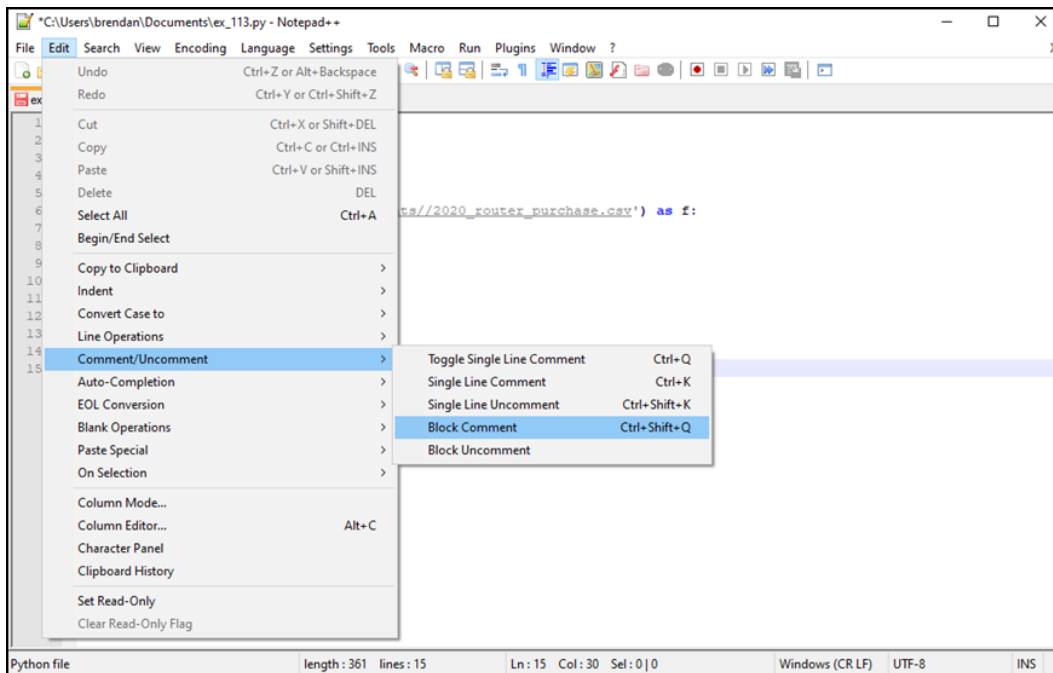 *C:\Users\brendan\Documents\ex_113.py - Notepad++
File Edit Search View Encoding Language Settings Tools Macro Run Plugins Window ?
Undo Ctrl+Z or Alt+Backspace
Redo Ctrl+Y or Ctrl+Shift+Z
ex
1
Cut Ctrl+X or Shift+DEL
2
Copy Ctrl+C or Ctrl+INS
3
4
Paste Ctrl+V or Shift+INS
5
Delete DEL
6
Select All Ctrl+A
ts//2020_router_purchase.csv') as f:
7
Begin/End Select
8
9
Copy to Clipboard
10
Indent
11
Convert Case to
12
Line Operations
13
14
Comment/Uncomment
15
Toggle Single Line Comment Ctrl+Q
Auto-Completion
Single Line Comment Ctrl+K
EOL Conversion
Single Line Uncomment Ctrl+Shift+K
Blank Operations
Block Comment Ctrl+Shift+Q
Paste Special
Block Uncomment
On Selection
Column Mode...
Column Editor... Alt+C
Character Panel
Clipboard History
Set Read-Only
Clear Read-Only Flag
Python file length : 361 lines : 15 Ln : 15 Col : 30 Sel : 0 | 0 Windows (CR LF) UTF-8 INS